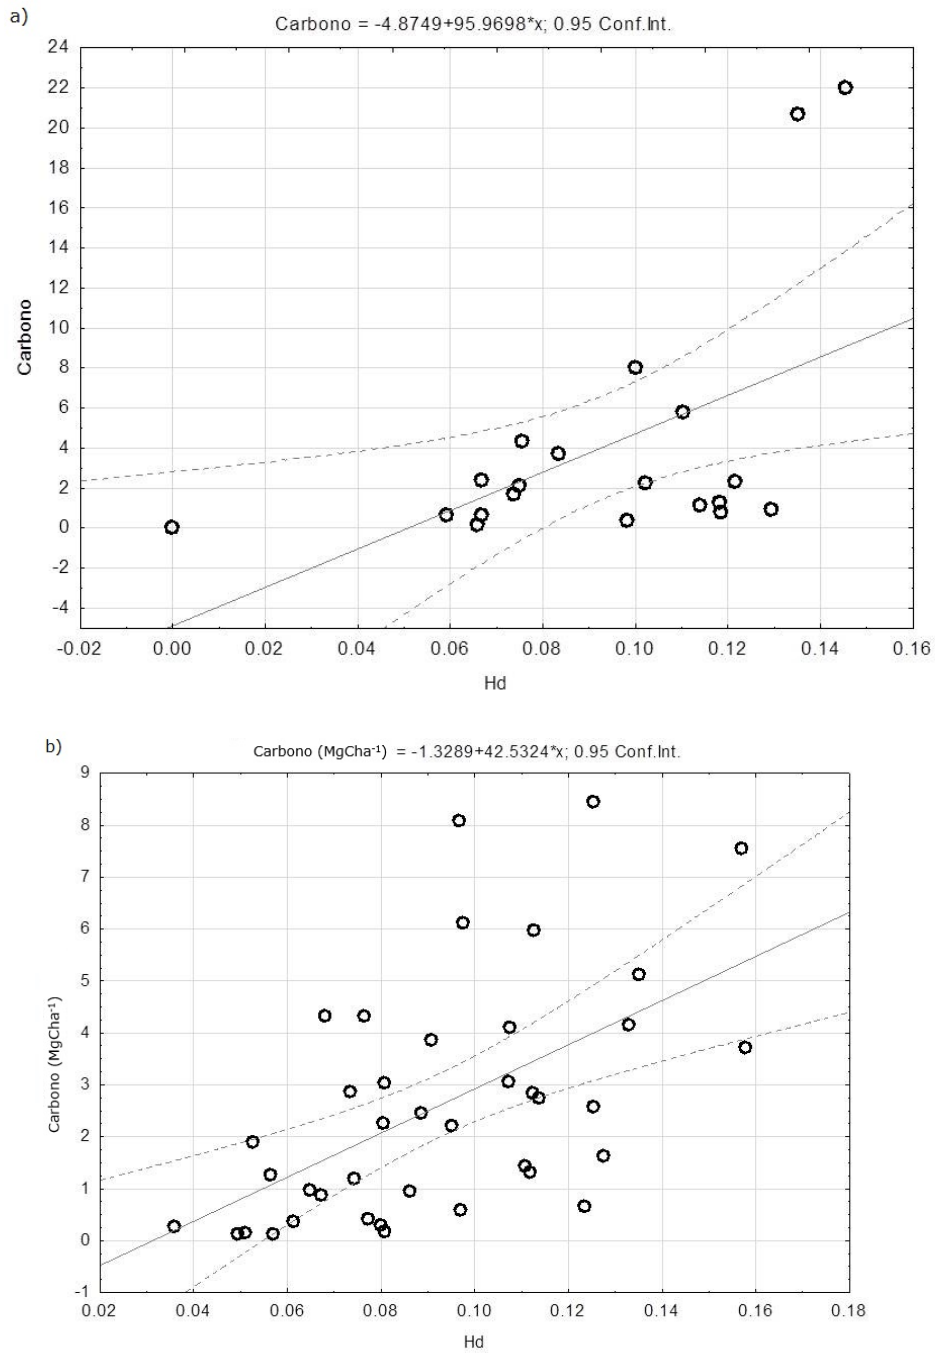 a)
Carbono = -4.8749+95.9698*x; 0.95 Conf.Int.
24
22
20
18
16
14
12
10
8
6
4
2
0
-2
-4
Carbono
-0.02 0.00 0.02 0.04 0.06 0.08 0.10 0.12 0.14 0.16
Hd
b)
Carbono (MgCha⁻¹) = -1.3289+42.5324*x; 0.95 Conf.Int.
9
8
7
6
5
4
3
2
1
0
-1
Carbono (MgCha⁻¹)
0.02 0.04 0.06 0.08 0.10 0.12 0.14 0.16 0.18
Hd